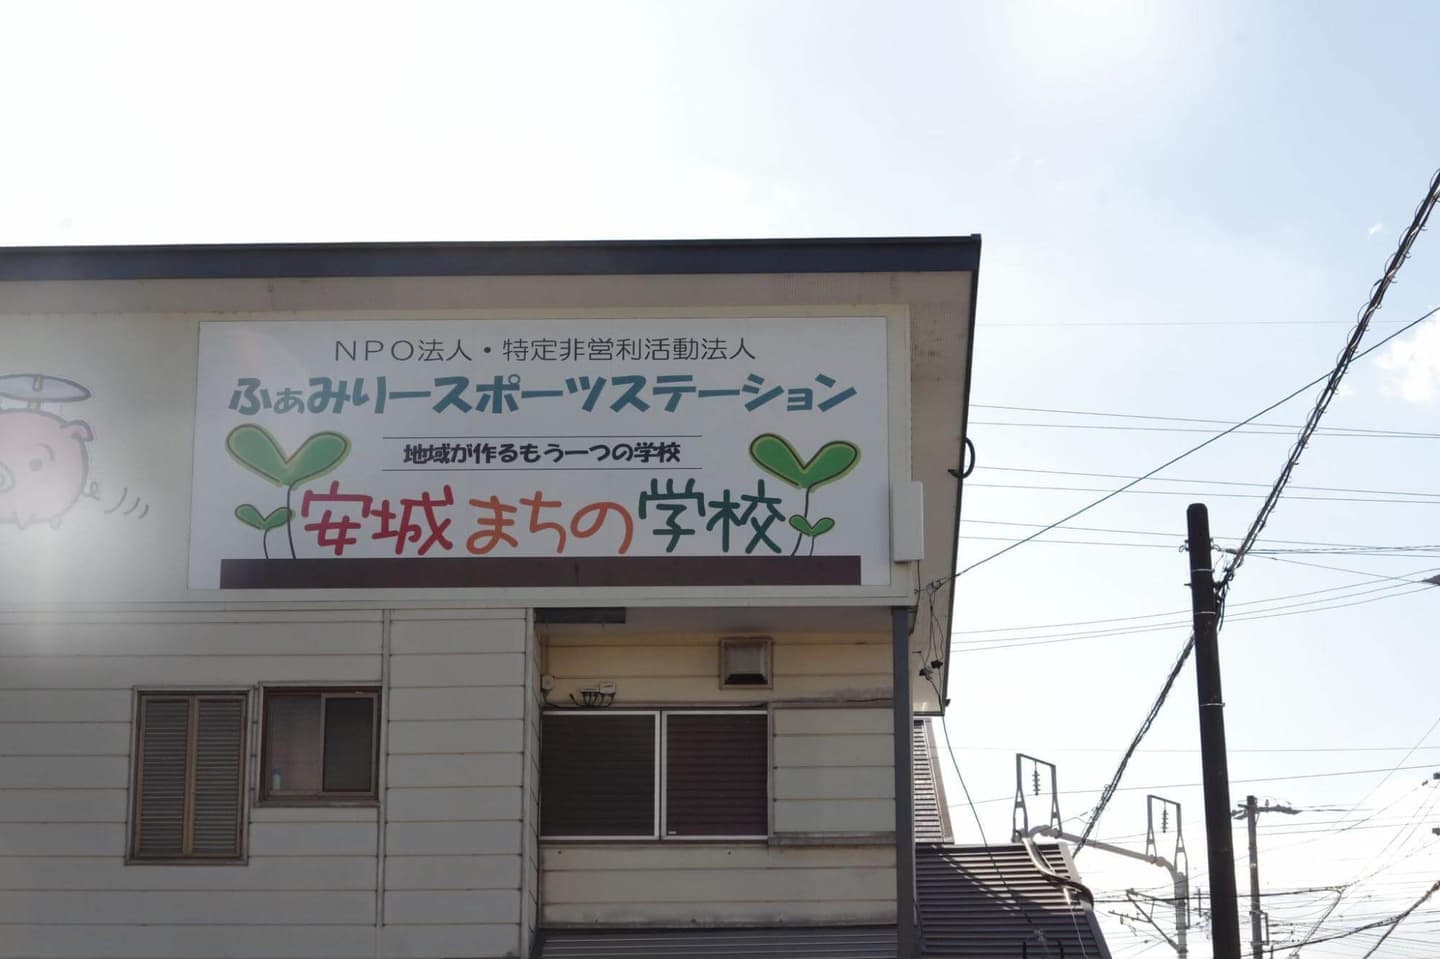 NPO法人・特定非営利活動法人
ふぁみりースポーツステーション
地域が作るもう一つの学校
安城まちの学校